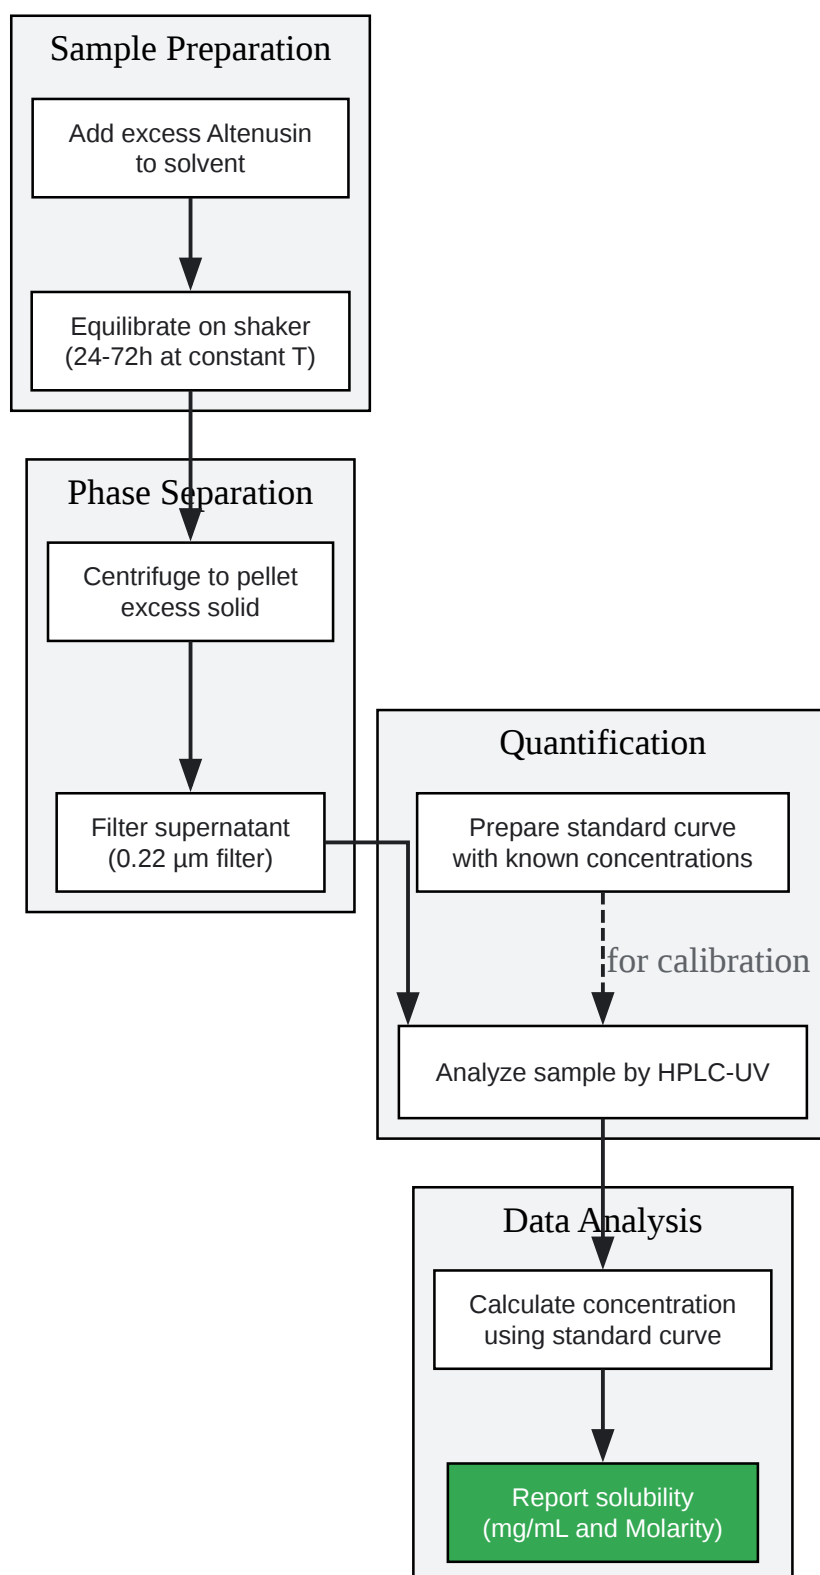 Sample Preparation
Add excess Altenusin
to solvent
Equilibrate on shaker
(24-72h at constant T)
Phase Separation
Centrifuge to pellet
excess solid
Filter supernatant
(0.22 µm filter)
Quantification
Prepare standard curve
with known concentrations
for calibration
Analyze sample by HPLC-UV
Data Analysis
Calculate concentration
using standard curve
Report solubility
(mg/mL and Molarity)